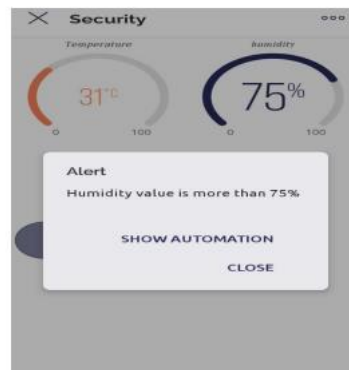 Security
Temperature
humidity
31°C
75%
0
100
0
100
Alert
Humidity value is more than 75%
SHOW AUTOMATION
CLOSE